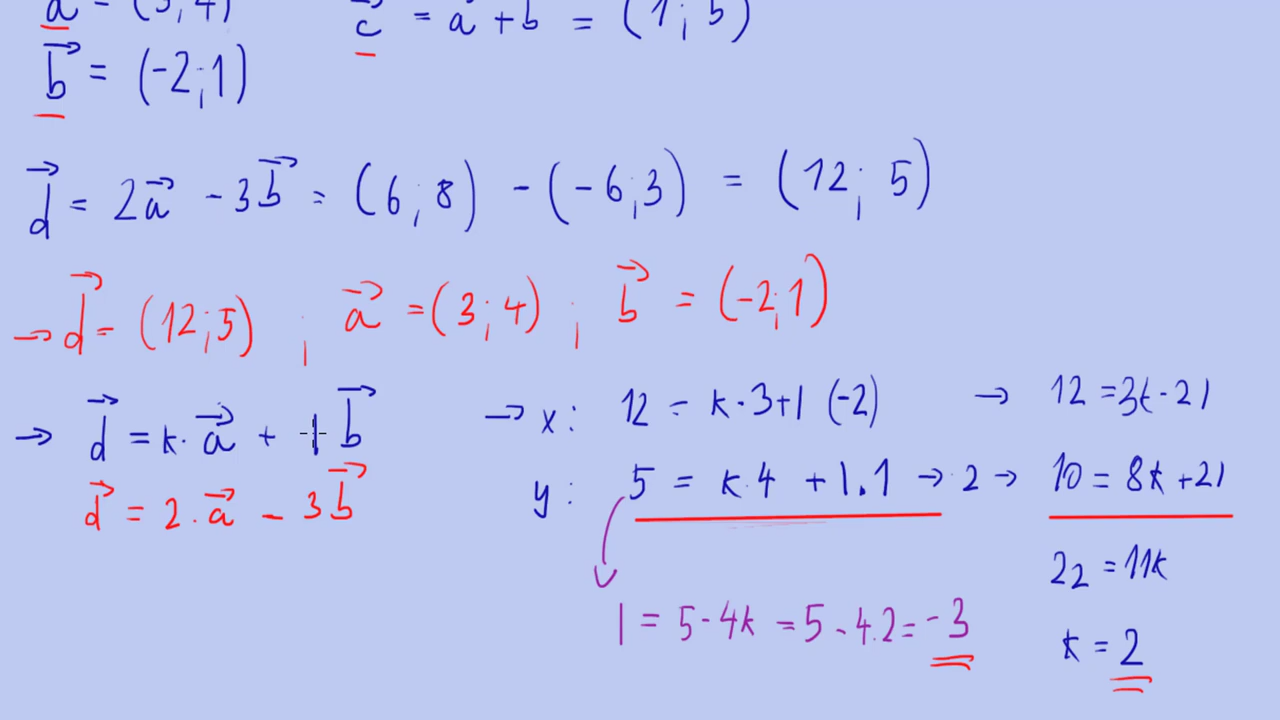 a = (3; 4) c = a + b = (1; 5)
b = (-2; 1)
d = 2a - 3b = (6; 8) - (-6; 3) = (12; 5)
→ d = (12; 5) ; a = (3; 4) ; b = (-2; 1)
→ d = k·a + l b → x: 12 = k·3 + l (-2) → 12 = 3k - 2l
d = 2·a - 3b y: 5 = k·4 + l·1 → ·2 → 10 = 8k + 2l
22 = 11k
l = 5 - 4k = 5 - 4·2 = -3 k = 2